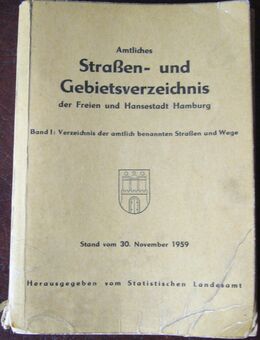 Amtliches
Straßen- und
Gebietsverzeichnis
der Freien und Hansestadt Hamburg
Band I: Verzeichnis der amtlich benannten Straßen und Wege
Stand vom 30. November 1959
Herausgegeben vom Statistischen Landesamt